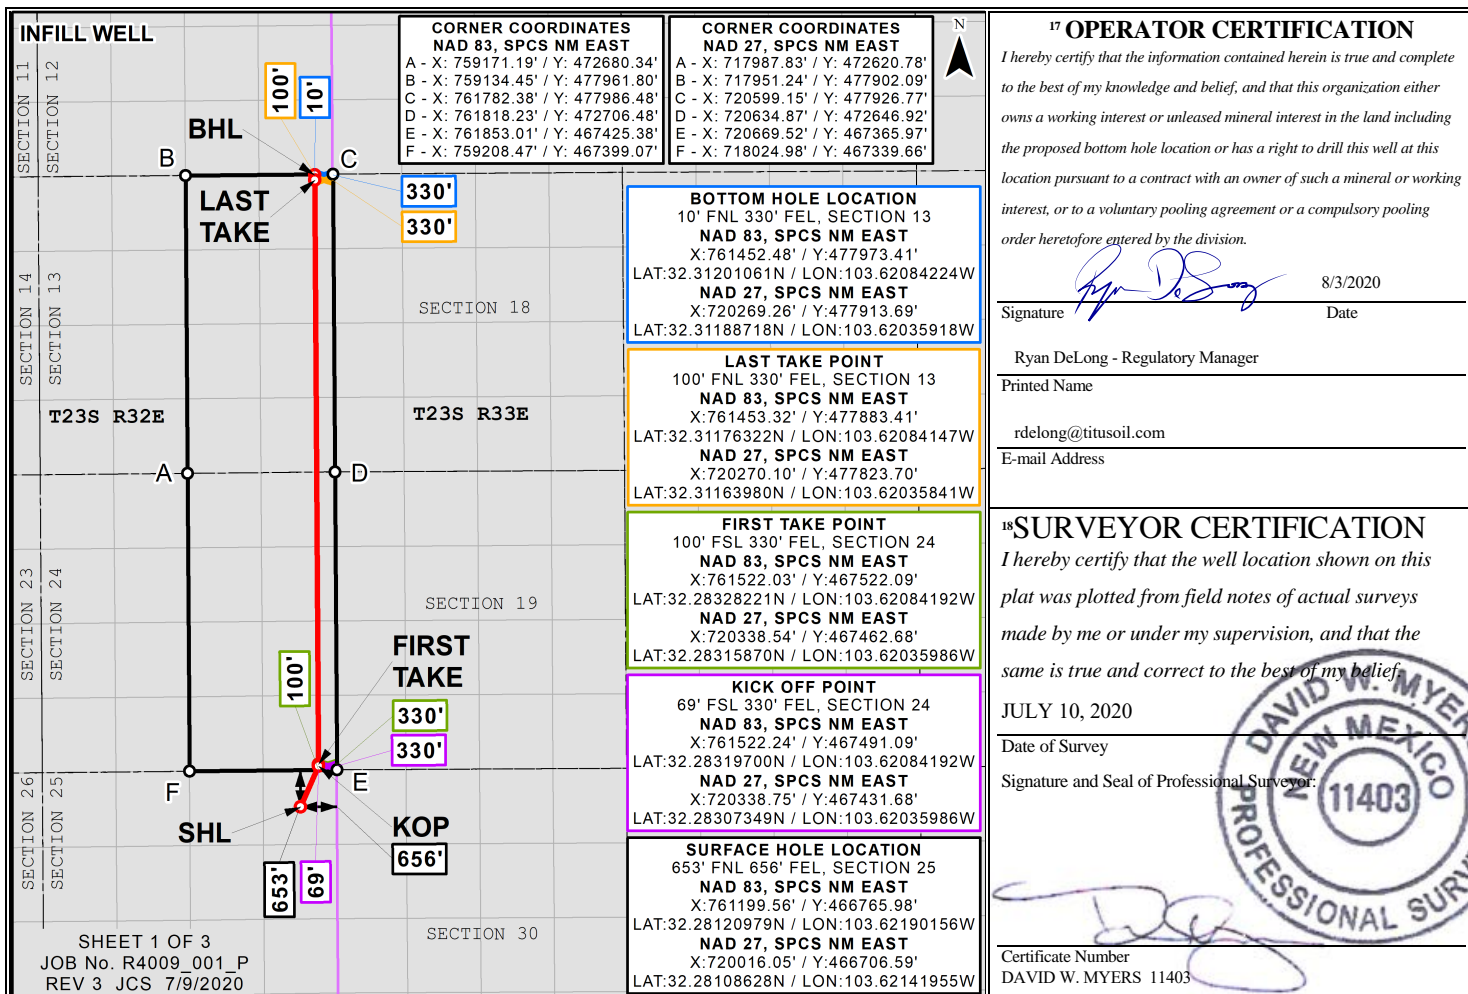 INFILL WELL
SECTION 11
SECTION 12
CORNER COORDINATES
NAD 83, SPCS NM EAST
A - X: 759171.19' / Y: 472680.34'
B - X: 759134.45' / Y: 477961.80'
C - X: 761782.38' / Y: 477986.48'
D - X: 761818.23' / Y: 472706.48'
E - X: 761853.01' / Y: 467425.38'
F - X: 759208.47' / Y: 467399.07'
CORNER COORDINATES
NAD 27, SPCS NM EAST
A - X: 717987.83' / Y: 472620.78'
B - X: 717951.24' / Y: 477902.09'
C - X: 720599.15' / Y: 477926.77'
D - X: 720634.87' / Y: 472646.92'
E - X: 720669.52' / Y: 467365.97'
F - X: 718024.98' / Y: 467339.66'
N
100'
10'
BHL
B
C
LAST
TAKE
330'
330'
SECTION 14
SECTION 13
SECTION 18
T23S R32E
T23S R33E
A
D
SECTION 23
SECTION 24
SECTION 19
FIRST
TAKE
100'
330'
330'
F
E
SECTION 26
SECTION 25
SHL
KOP
656'
653'
69'
SECTION 30
SHEET 1 OF 3
JOB No. R4009_001_P
REV 3 JCS 7/9/2020
BOTTOM HOLE LOCATION
10' FNL 330' FEL, SECTION 13
NAD 83, SPCS NM EAST
X:761452.48' / Y:477973.41'
LAT:32.31201061N / LON:103.62084224W
NAD 27, SPCS NM EAST
X:720269.26' / Y:477913.69'
LAT:32.31188718N / LON:103.62035918W
LAST TAKE POINT
100' FNL 330' FEL, SECTION 13
NAD 83, SPCS NM EAST
X:761453.32' / Y:477883.41'
LAT:32.31176322N / LON:103.62084147W
NAD 27, SPCS NM EAST
X:720270.10' / Y:477823.70'
LAT:32.31163980N / LON:103.62035841W
FIRST TAKE POINT
100' FSL 330' FEL, SECTION 24
NAD 83, SPCS NM EAST
X:761522.03' / Y:467522.09'
LAT:32.28328221N / LON:103.62084192W
NAD 27, SPCS NM EAST
X:720338.54' / Y:467462.68'
LAT:32.28315870N / LON:103.62035986W
KICK OFF POINT
69' FSL 330' FEL, SECTION 24
NAD 83, SPCS NM EAST
X:761522.24' / Y:467491.09'
LAT:32.28319700N / LON:103.62084192W
NAD 27, SPCS NM EAST
X:720338.75' / Y:467431.68'
LAT:32.28307349N / LON:103.62035986W
SURFACE HOLE LOCATION
653' FNL 656' FEL, SECTION 25
NAD 83, SPCS NM EAST
X:761199.56' / Y:466765.98'
LAT:32.28120979N / LON:103.62190156W
NAD 27, SPCS NM EAST
X:720016.05' / Y:466706.59'
LAT:32.28108628N / LON:103.62141955W
17 OPERATOR CERTIFICATION
I hereby certify that the information contained herein is true and complete
to the best of my knowledge and belief, and that this organization either
owns a working interest or unleased mineral interest in the land including
the proposed bottom hole location or has a right to drill this well at this
location pursuant to a contract with an owner of such a mineral or working
interest, or to a voluntary pooling agreement or a compulsory pooling
order heretofore entered by the division.
8/3/2020
Signature
Date
Ryan DeLong - Regulatory Manager
Printed Name
rdelong@titusoil.com
E-mail Address
18 SURVEYOR CERTIFICATION
I hereby certify that the well location shown on this
plat was plotted from field notes of actual surveys
made by me or under my supervision, and that the
same is true and correct to the best of my belief.
JULY 10, 2020
Date of Survey
Signature and Seal of Professional Surveyor:
DAVID W. MYERS
NEW MEXICO
11403
PROFESSIONAL SURVE
Certificate Number
DAVID W. MYERS 11403